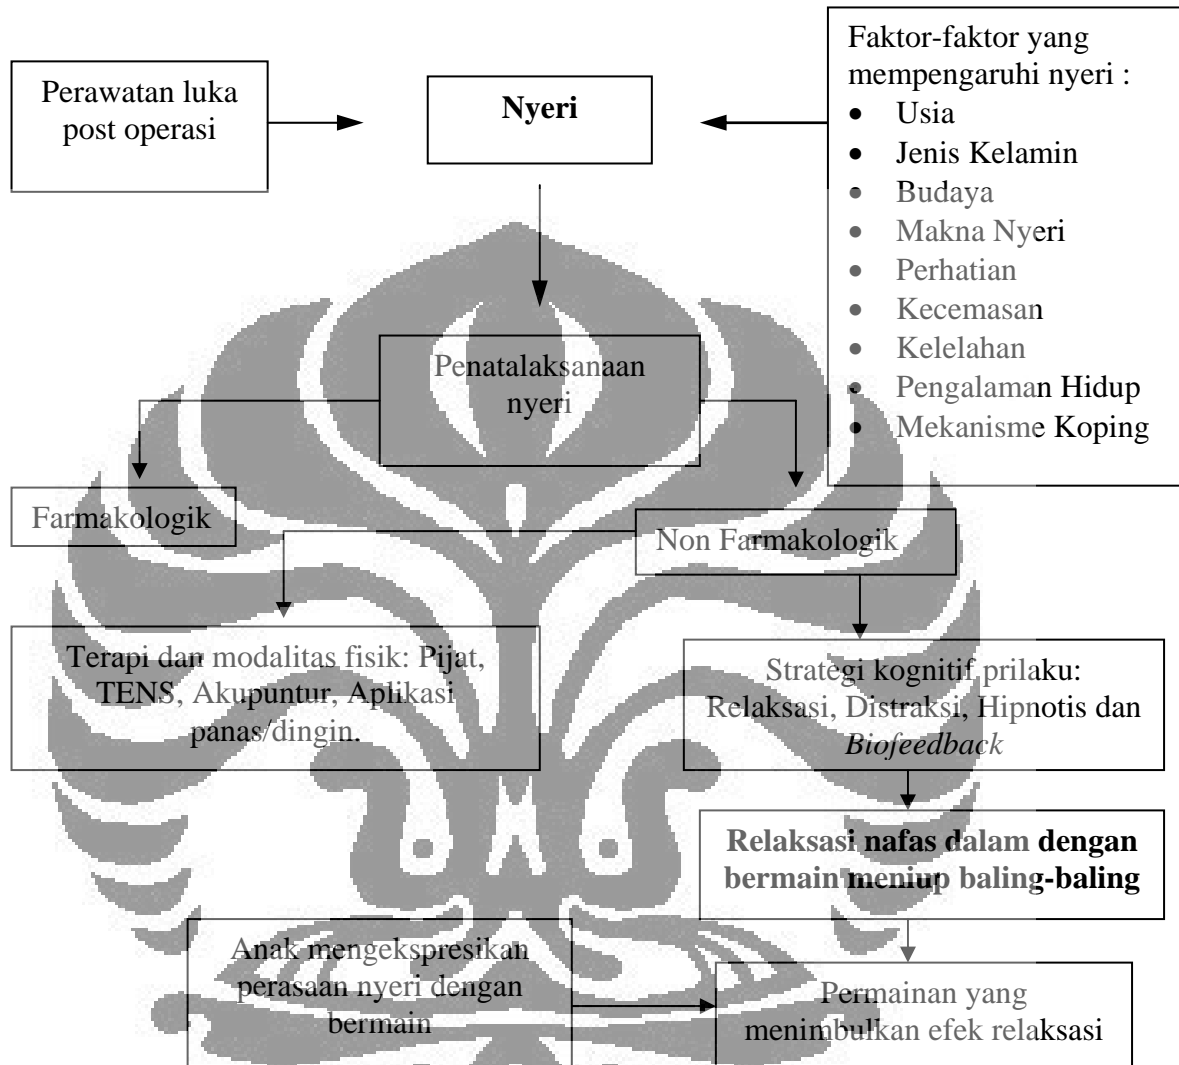 Perawatan luka
post operasi
Nyeri
Faktor-faktor yang
mempengaruhi nyeri :
• Usia
• Jenis Kelamin
• Budaya
• Makna Nyeri
• Perhatian
• Kecemasan
• Kelelahan
• Pengalaman Hidup
• Mekanisme Koping
Penatalaksanaan
nyeri
Farmakologik
Non Farmakologik
Terapi dan modalitas fisik: Pijat,
TENS, Akupuntur, Aplikasi
panas/dingin.
Strategi kognitif prilaku:
Relaksasi, Distraksi, Hipnotis dan
Biofeedback
Relaksasi nafas dalam dengan
bermain meniup baling-baling
Anak mengekspresikan
perasaan nyeri dengan
bermain
Permainan yang
menimbulkan efek relaksasi